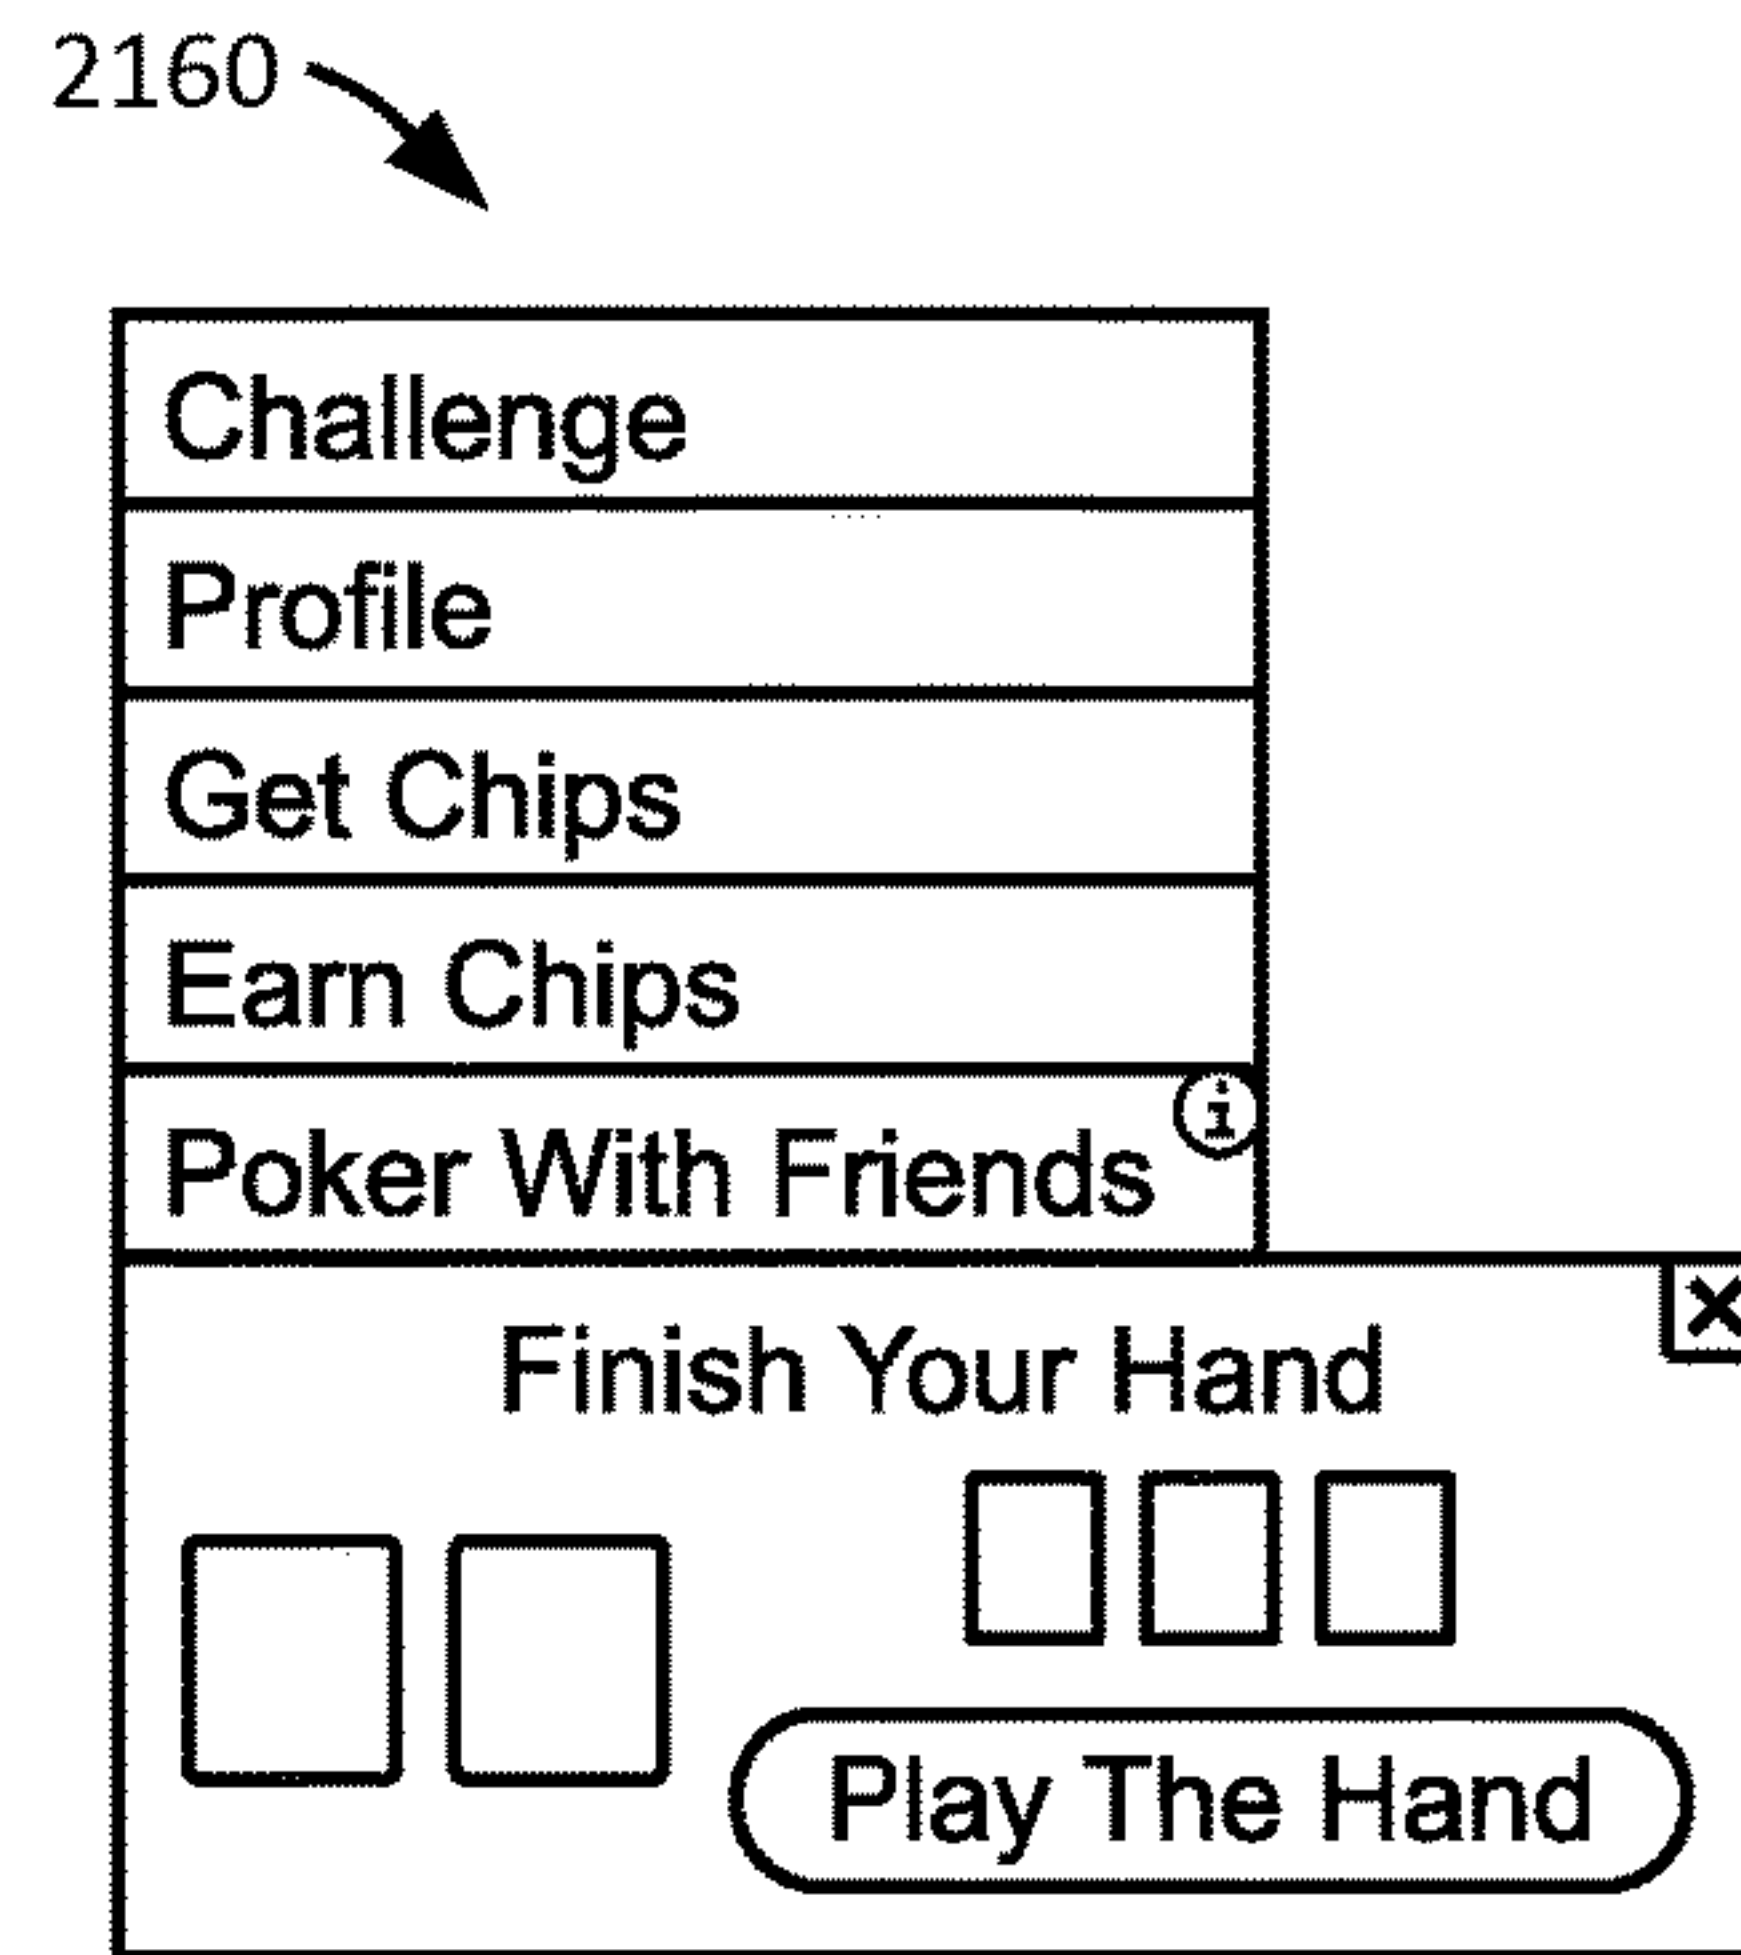 2160
Challenge
Profile
Get Chips
Earn Chips
Poker With Friends i
Finish Your Hand
Play The Hand